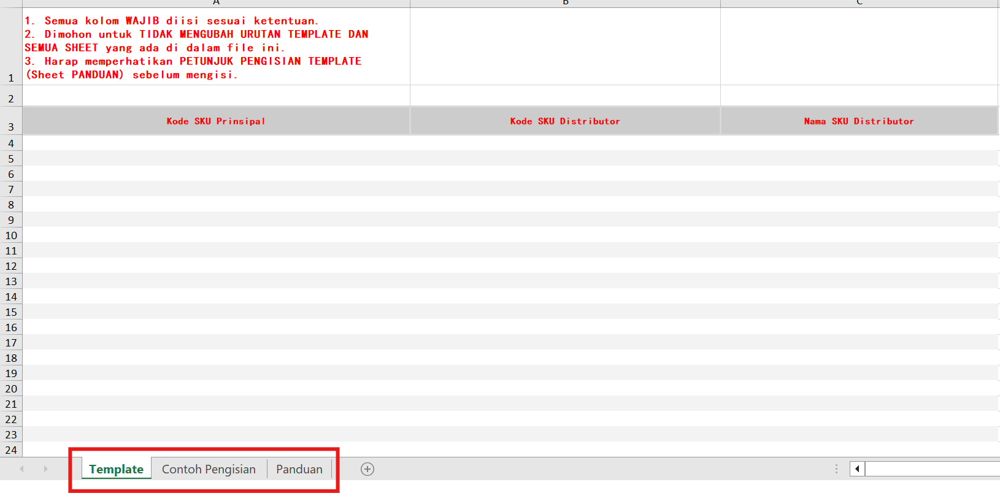 A B C
1. Semua kolom WAJIB diisi sesuai ketentuan.
2. Dimohon untuk TIDAK MENGUBAH URUTAN TEMPLATE DAN
SEMUA SHEET yang ada di dalam file ini.
3. Harap memperhatikan PETUNJUK PENGISIAN TEMPLATE
(Sheet PANDUAN) sebelum mengisi.
1
2
3 Kode SKU Prinsipal Kode SKU Distributor Nama SKU Distributor
4
5
6
7
8
9
10
11
12
13
14
15
16
17
18
19
20
21
22
23
24
Template Contoh Pengisian Panduan